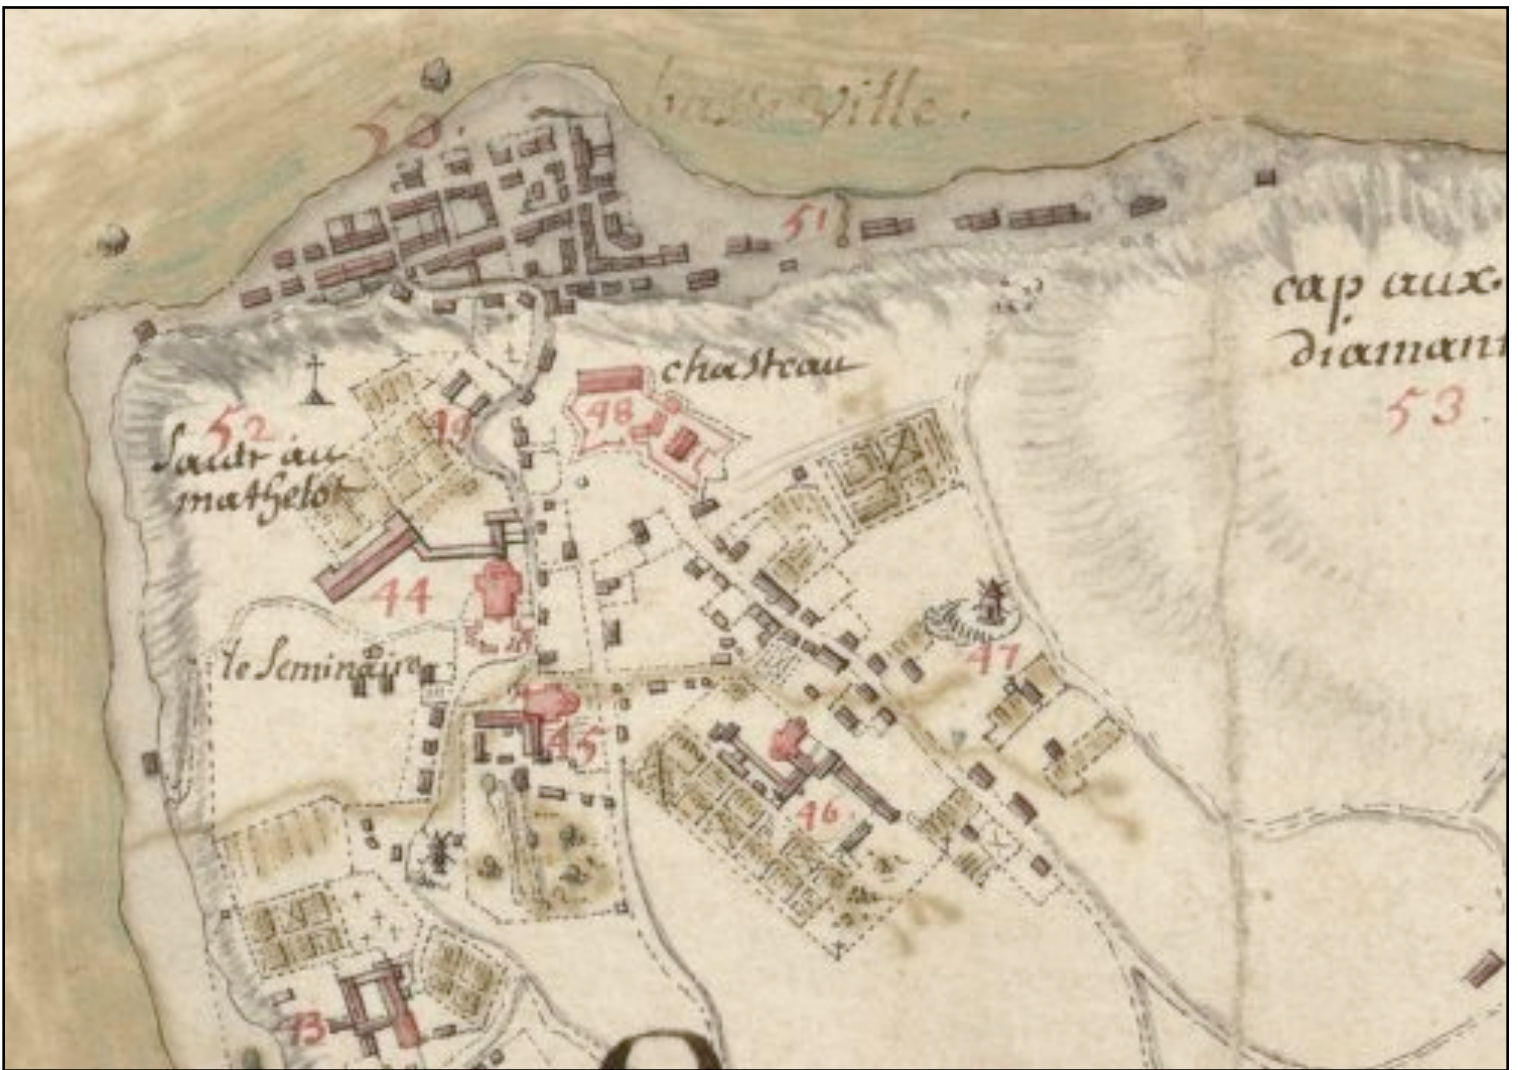 50.
basse ville.
51
cap aux.
diamant
53.
chasteau
48
49
52
Sault au
mathelot
44
le Seminaire
47
45
46.
Q